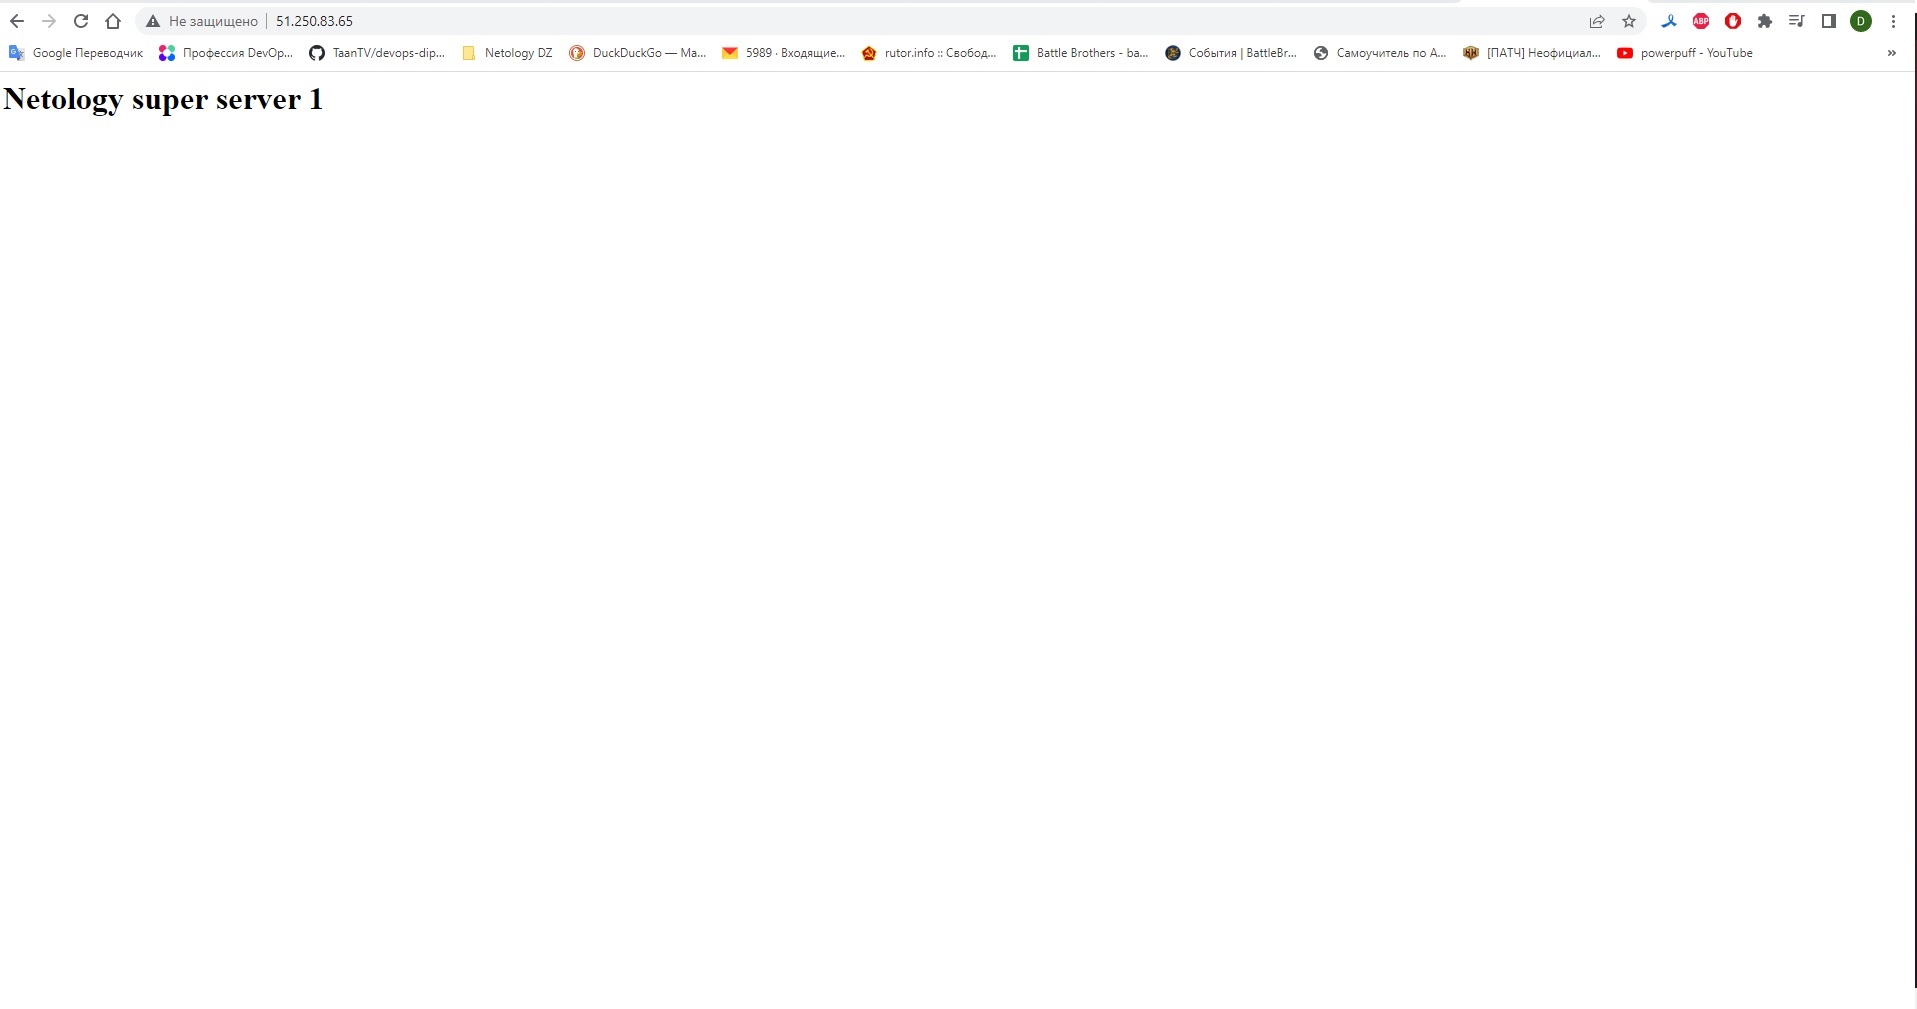 Не защищено 51.250.83.65
Google Переводчик Профессия DevOp... TaanTV/devops-dip... Netology DZ DuckDuckGo — Ma... 5989 · Входящие... rutor.info :: Свобод... Battle Brothers - ba... События | BattleBr... Самоучитель по A... [ПАТЧ] Неофициал... powerpuff - YouTube »
Netology super server 1
ABP
D